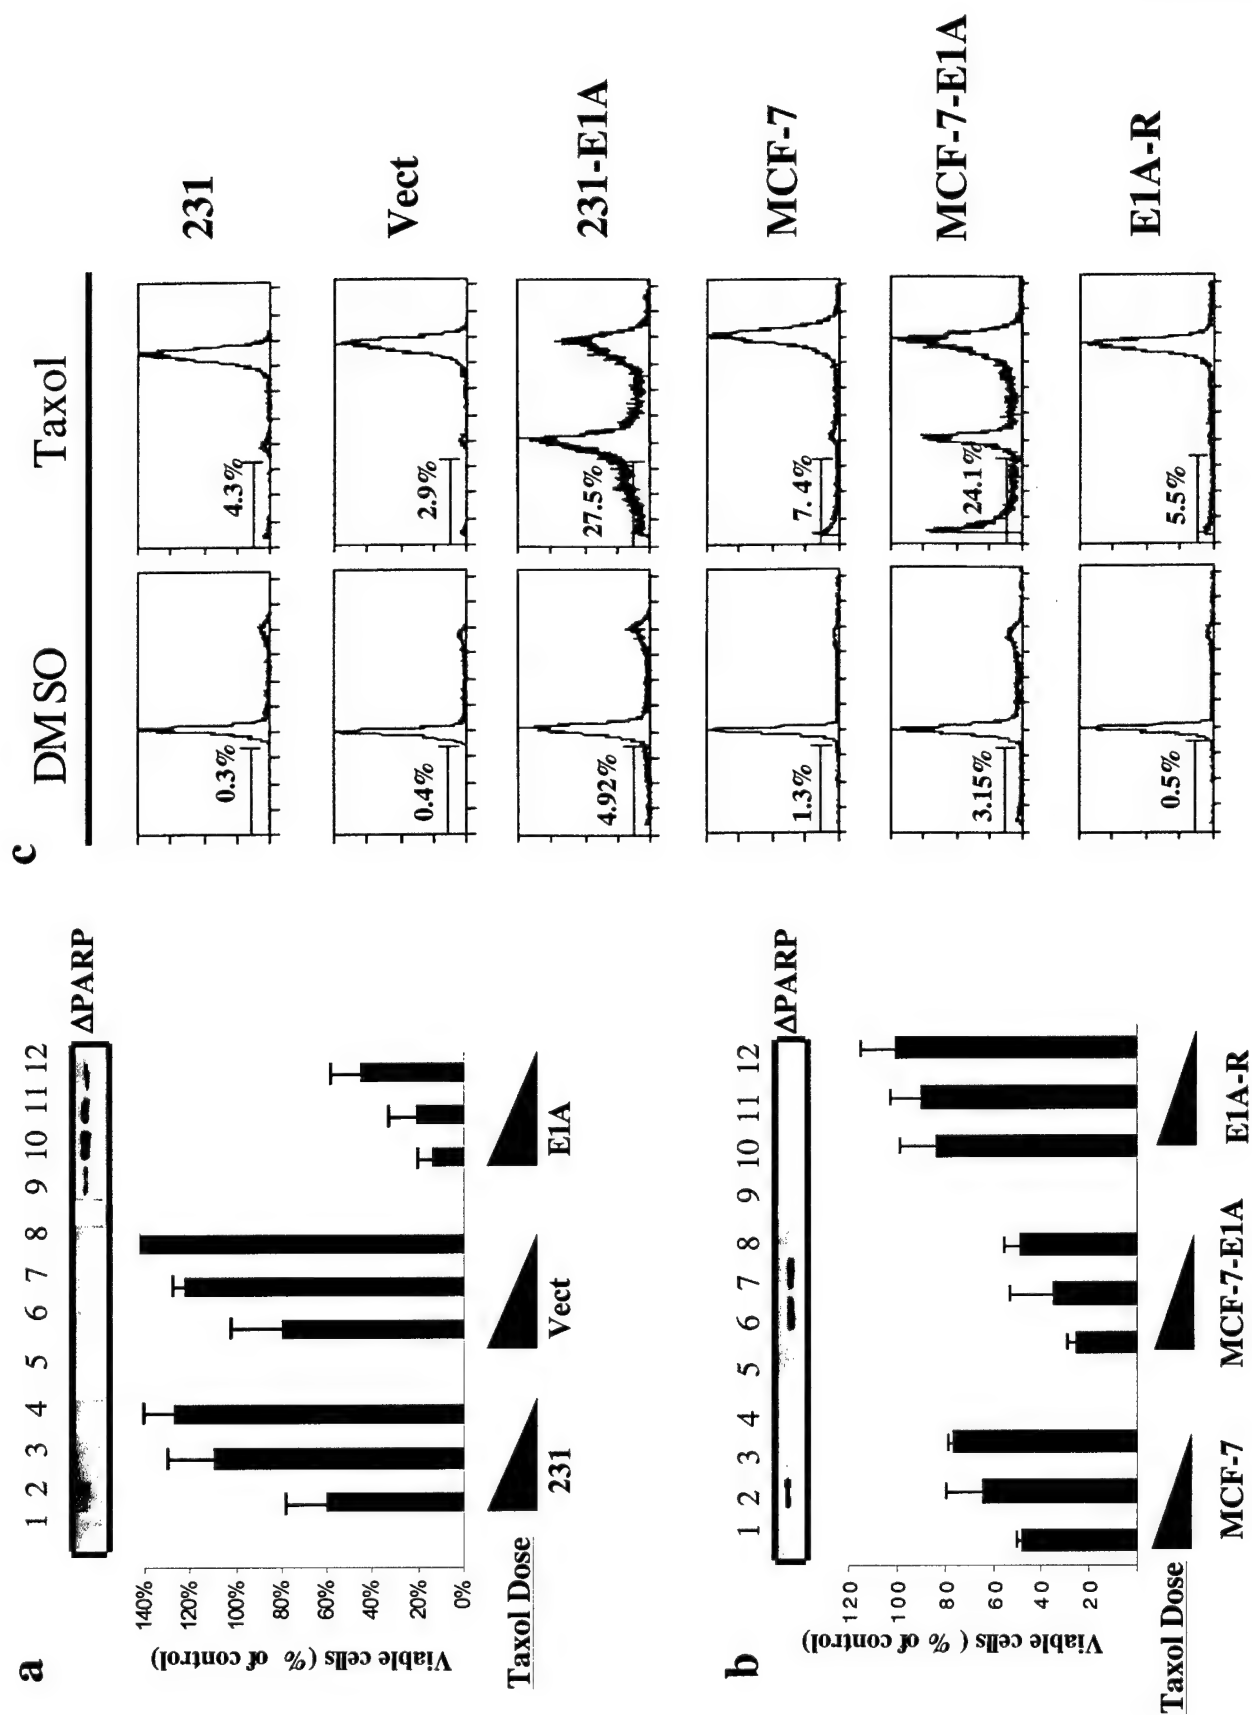 a
ΔPARP
1 2 3 4 5 6 7 8 9 10 11 12
140%
120%
100%
80%
60%
40%
20%
0%
Viable cells (% of control)
Taxol Dose
231
Vect
E1A
b
ΔPARP
1 2 3 4 5 6 7 8 9 10 11 12
120
100
80
60
40
20
Viable cells (% of control)
Taxol Dose
MCF-7
MCF-7-E1A
E1A-R
c
DMSO Taxol
0.3% 4.3% 231
0.4% 2.9% Vect
4.92% 27.5% 231-E1A
1.3% 7.4% MCF-7
3.15% 24.1% MCF-7-E1A
0.5% 5.5% E1A-R